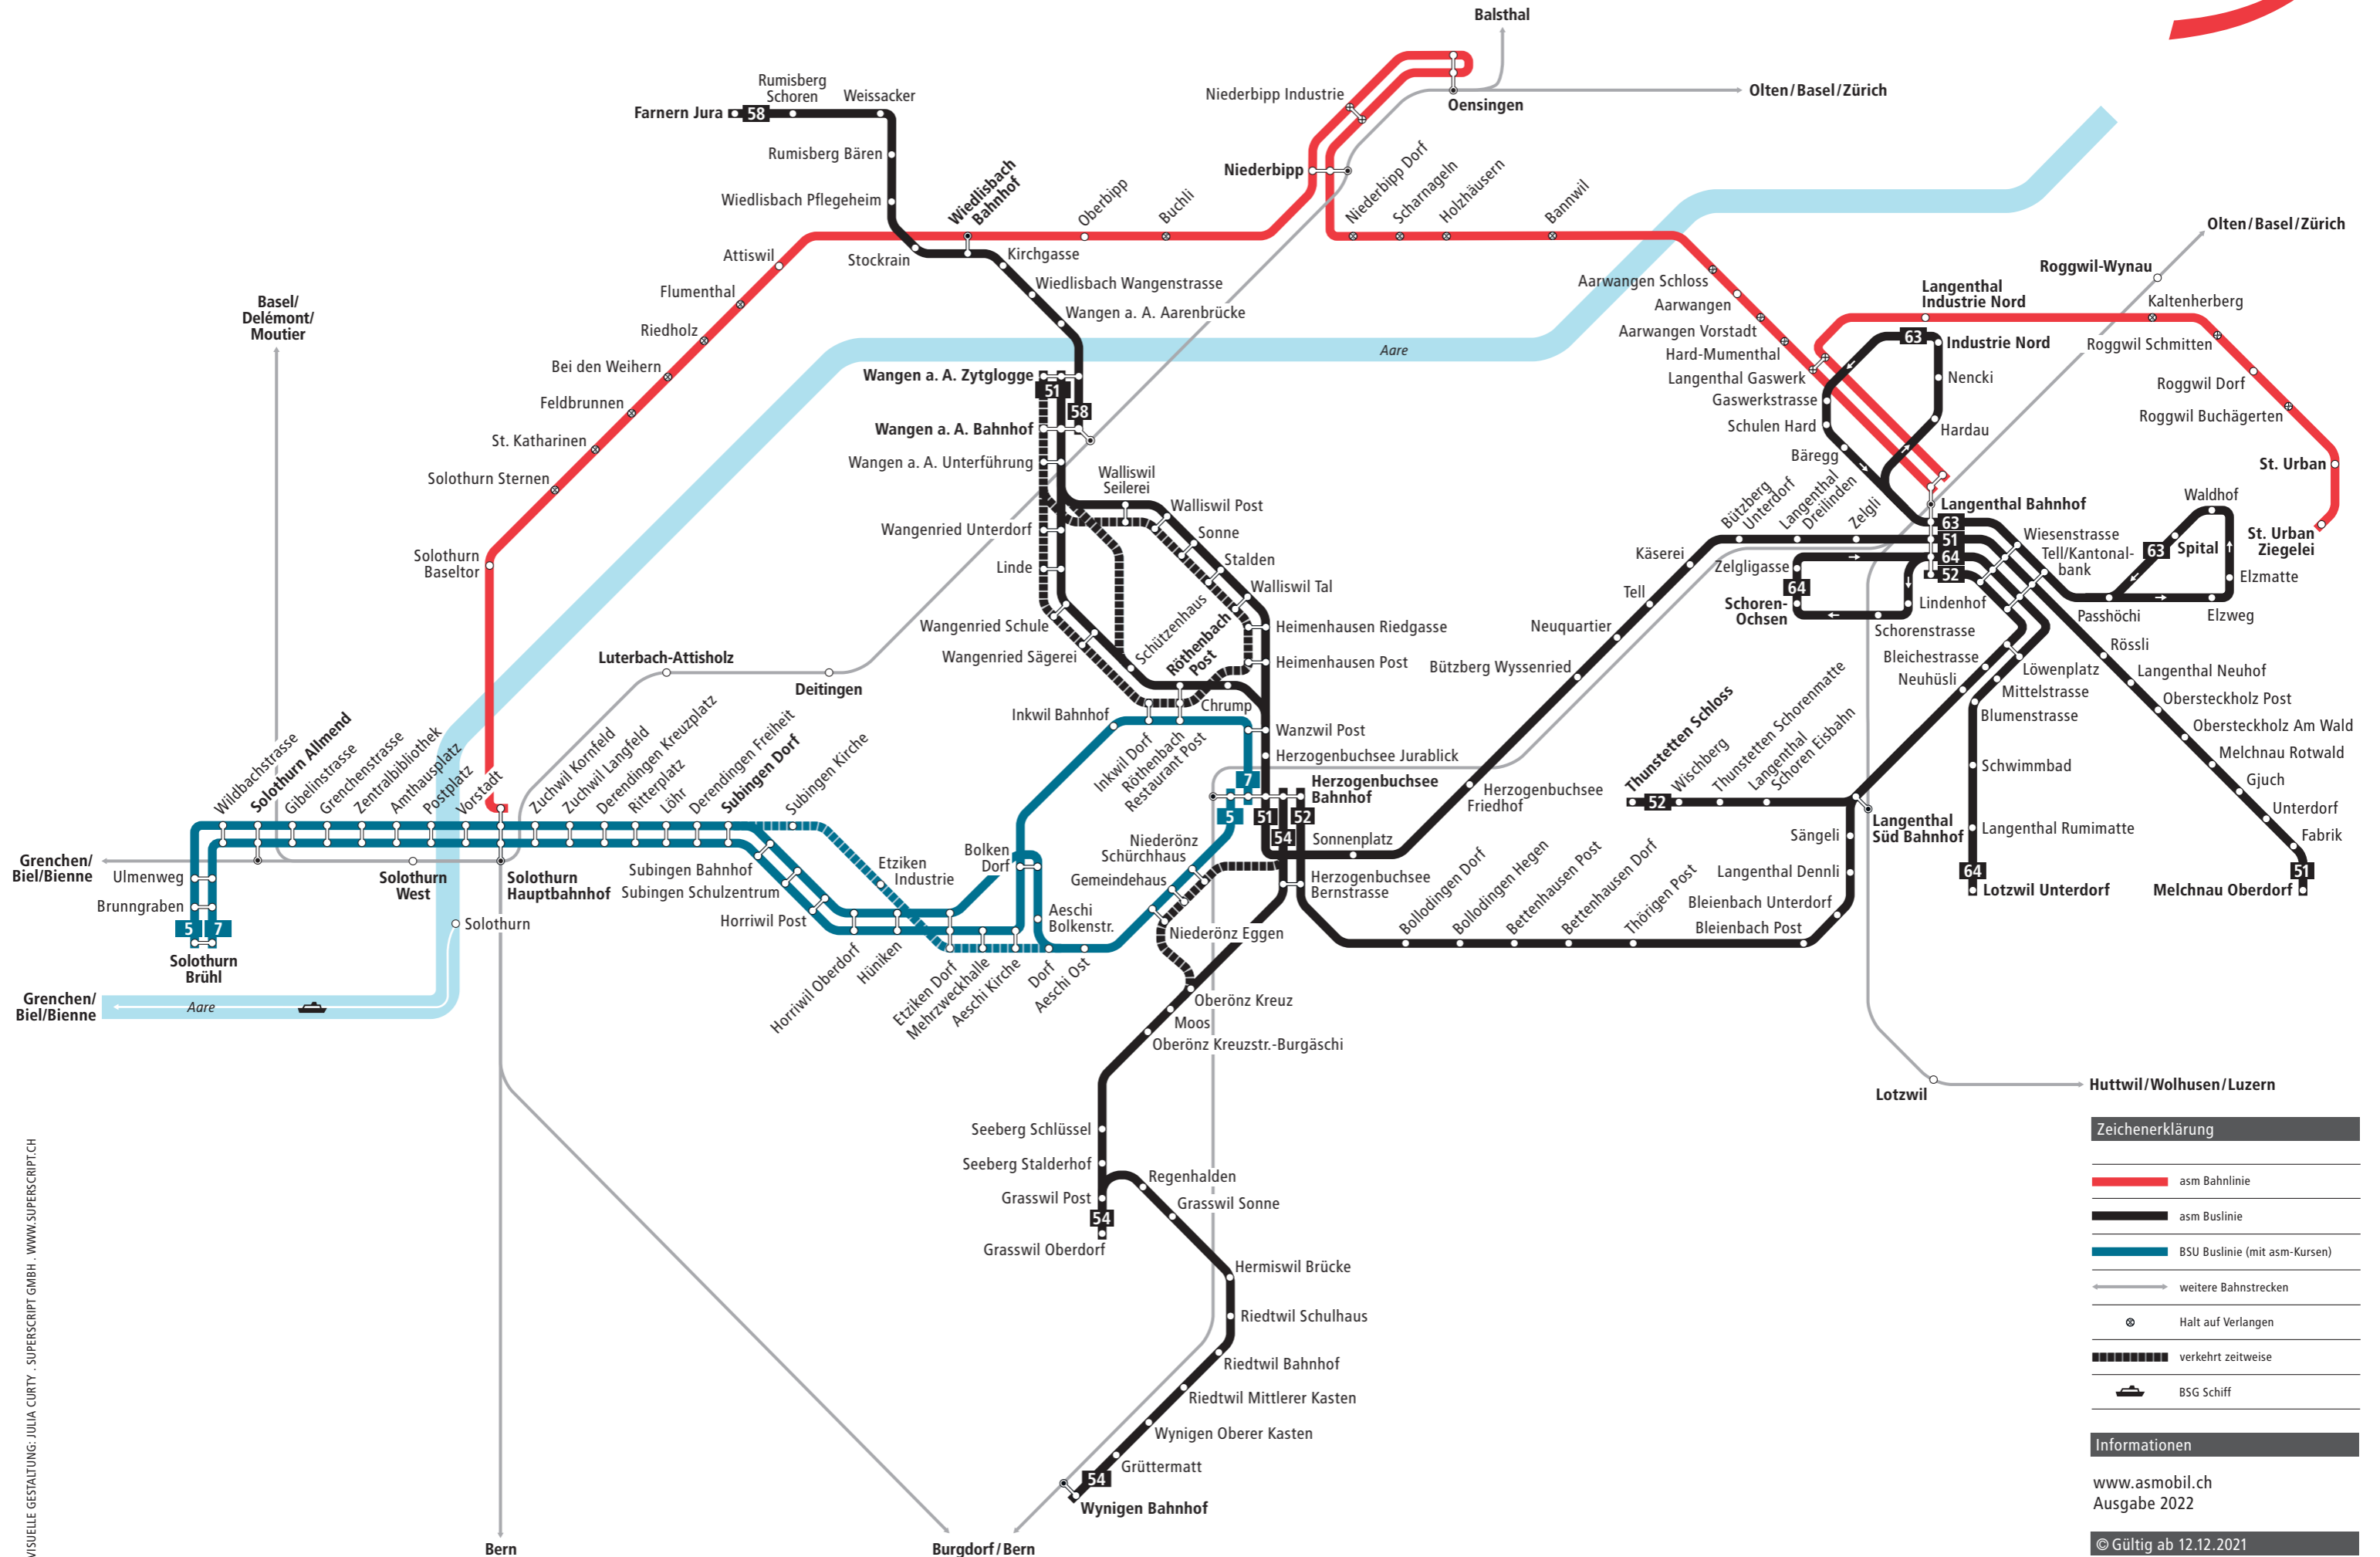 Balsthal
Olten/Basel/Zürich
Oensingen
Niederbipp Industrie
Niederbipp
Niederbipp Dorf
Scharnageln
Holzhäusern
Bannwil
Farnern Jura
58
Rumisberg
Schoren
Weissacker
Rumisberg Bären
Wiedlisbach Pflegeheim
Stockrain
Wiedlisbach
Bahnhof
Oberbipp
Buchli
Kirchgasse
Wiedlisbach Wangenstrasse
Wangen a. A. Aarenbrücke
Attiswil
Flumenthal
Riedholz
Bei den Weihern
Feldbrunnen
St. Katharinen
Solothurn Sternen
Solothurn
Baseltor
Basel/
Delémont/
Moutier
Aare
Aarwangen Schloss
Aarwangen
Aarwangen Vorstadt
Hard-Mumenthal
Langenthal Gaswerk
Gaswerkstrasse
Schulen Hard
Bäregg
Langenthal
Industrie Nord
63
Industrie Nord
Nencki
Hardau
Olten/Basel/Zürich
Roggwil-Wynau
Kaltenherberg
Roggwil Schmitten
Roggwil Dorf
Roggwil Buchägerten
St. Urban
St. Urban
Ziegelei
Wangen a. A. Zytglogge
51
58
Wangen a. A. Bahnhof
Wangen a. A. Unterführung
Wangenried Unterdorf
Linde
Wangenried Schule
Wangenried Sägerei
Walliswil
Seilerei
Walliswil Post
Sonne
Stalden
Walliswil Tal
Heimenhausen Riedgasse
Heimenhausen Post
Schützenhaus
Röthenbach
Post
Chrump
Wanzwil Post
Herzogenbuchsee Jurablick
Herzogenbuchsee
Bahnhof
7
5
51
54
52
Sonnenplatz
Herzogenbuchsee
Bernstrasse
Herzogenbuchsee
Friedhof
Bützberg Wyssenried
Neuquartier
Tell
Käserei
Bützberg
Unterdorf
Langenthal
Dreilinden
Zelgli
Langenthal Bahnhof
63
51
64
52
Zelgligasse
64
Schoren-
Ochsen
Lindenhof
Schorenstrasse
Wiesenstrasse
Tell/Kantonal-
bank
Waldhof
63
Spital
Elzmatte
Elzweg
Passhöchi
Rössli
Langenthal Neuhof
Obersteckholz Post
Obersteckholz Am Wald
Melchnau Rotwald
Gjuch
Unterdorf
Fabrik
51
Melchnau Oberdorf
Bleichestrasse
Neuhüsli
Löwenplatz
Mittelstrasse
Blumenstrasse
Schwimmbad
Langenthal Rumimatte
64
Lotzwil Unterdorf
Thunstetten Schloss
52
Wischberg
Thunstetten Schorenmatte
Langenthal
Schoren Eisbahn
Langenthal
Süd Bahnhof
Sängeli
Langenthal Dennli
Bleienbach Unterdorf
Bleienbach Post
Bollodingen Dorf
Bollodingen Hegen
Bettenhausen Post
Bettenhausen Dorf
Thörigen Post
Lotzwil
Huttwil/Wolhusen/Luzern
Luterbach-Attisholz
Deitingen
Wildbachstrasse
Solothurn Allmend
Gibelinstrasse
Grenchenstrasse
Zentralbibliothek
Amthausplatz
Postplatz
Vorstadt
Zuchwil Kornfeld
Zuchwil Langfeld
Derendingen Kreuzplatz
Ritterplatz
Löhr
Derendingen Freiheit
Subingen Dorf
Subingen Kirche
Grenchen/
Biel/Bienne
Ulmenweg
Brunngraben
5
7
Solothurn
Brühl
Solothurn
West
Solothurn
Hauptbahnhof
Solothurn
Grenchen/
Biel/Bienne
Aare
Subingen Bahnhof
Subingen Schulzentrum
Horriwil Post
Horriwil Oberdorf
Hüniken
Etziken
Industrie
Etziken Dorf
Mehrzweckhalle
Aeschi Kirche
Dorf
Aeschi Ost
Bolken
Dorf
Aeschi
Bolkenstr.
Inkwil Bahnhof
Inkwil Dorf
Röthenbach
Restaurant Post
Niederönz
Schürchhaus
Gemeindehaus
Niederönz Eggen
Oberönz Kreuz
Moos
Oberönz Kreuzstr.-Burgäschi
Seeberg Schlüssel
Seeberg Stalderhof
Grasswil Post
54
Grasswil Oberdorf
Regenhalden
Grasswil Sonne
Hermiswil Brücke
Riedtwil Schulhaus
Riedtwil Bahnhof
Riedtwil Mittlerer Kasten
Wynigen Oberer Kasten
Grüttermatt
54
Wynigen Bahnhof
Bern
Burgdorf/Bern
VISUELLE GESTALTUNG: JULIA CURTY . SUPERSCRIPT GMBH . WWW.SUPERSCRIPT.CH
Zeichenerklärung
asm Bahnlinie
asm Buslinie
BSU Buslinie (mit asm-Kursen)
weitere Bahnstrecken
Halt auf Verlangen
verkehrt zeitweise
BSG Schiff
Informationen
www.asmobil.ch
Ausgabe 2022
© Gültig ab 12.12.2021